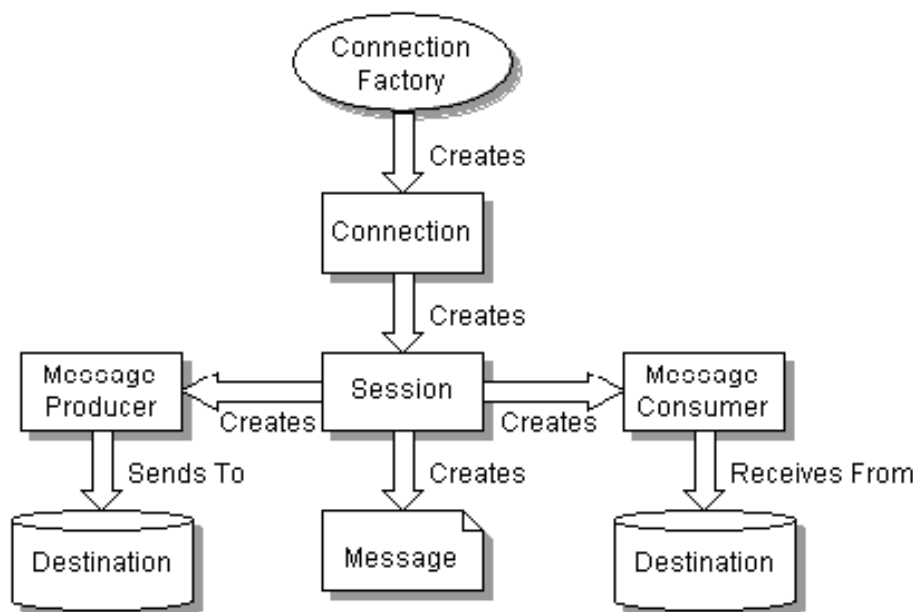 Connection
Factory
Creates
Connection
Creates
Message
Producer
Session
Message
Consumer
Creates
Creates
Sends To
Creates
Receives From
Destination
Message
Destination